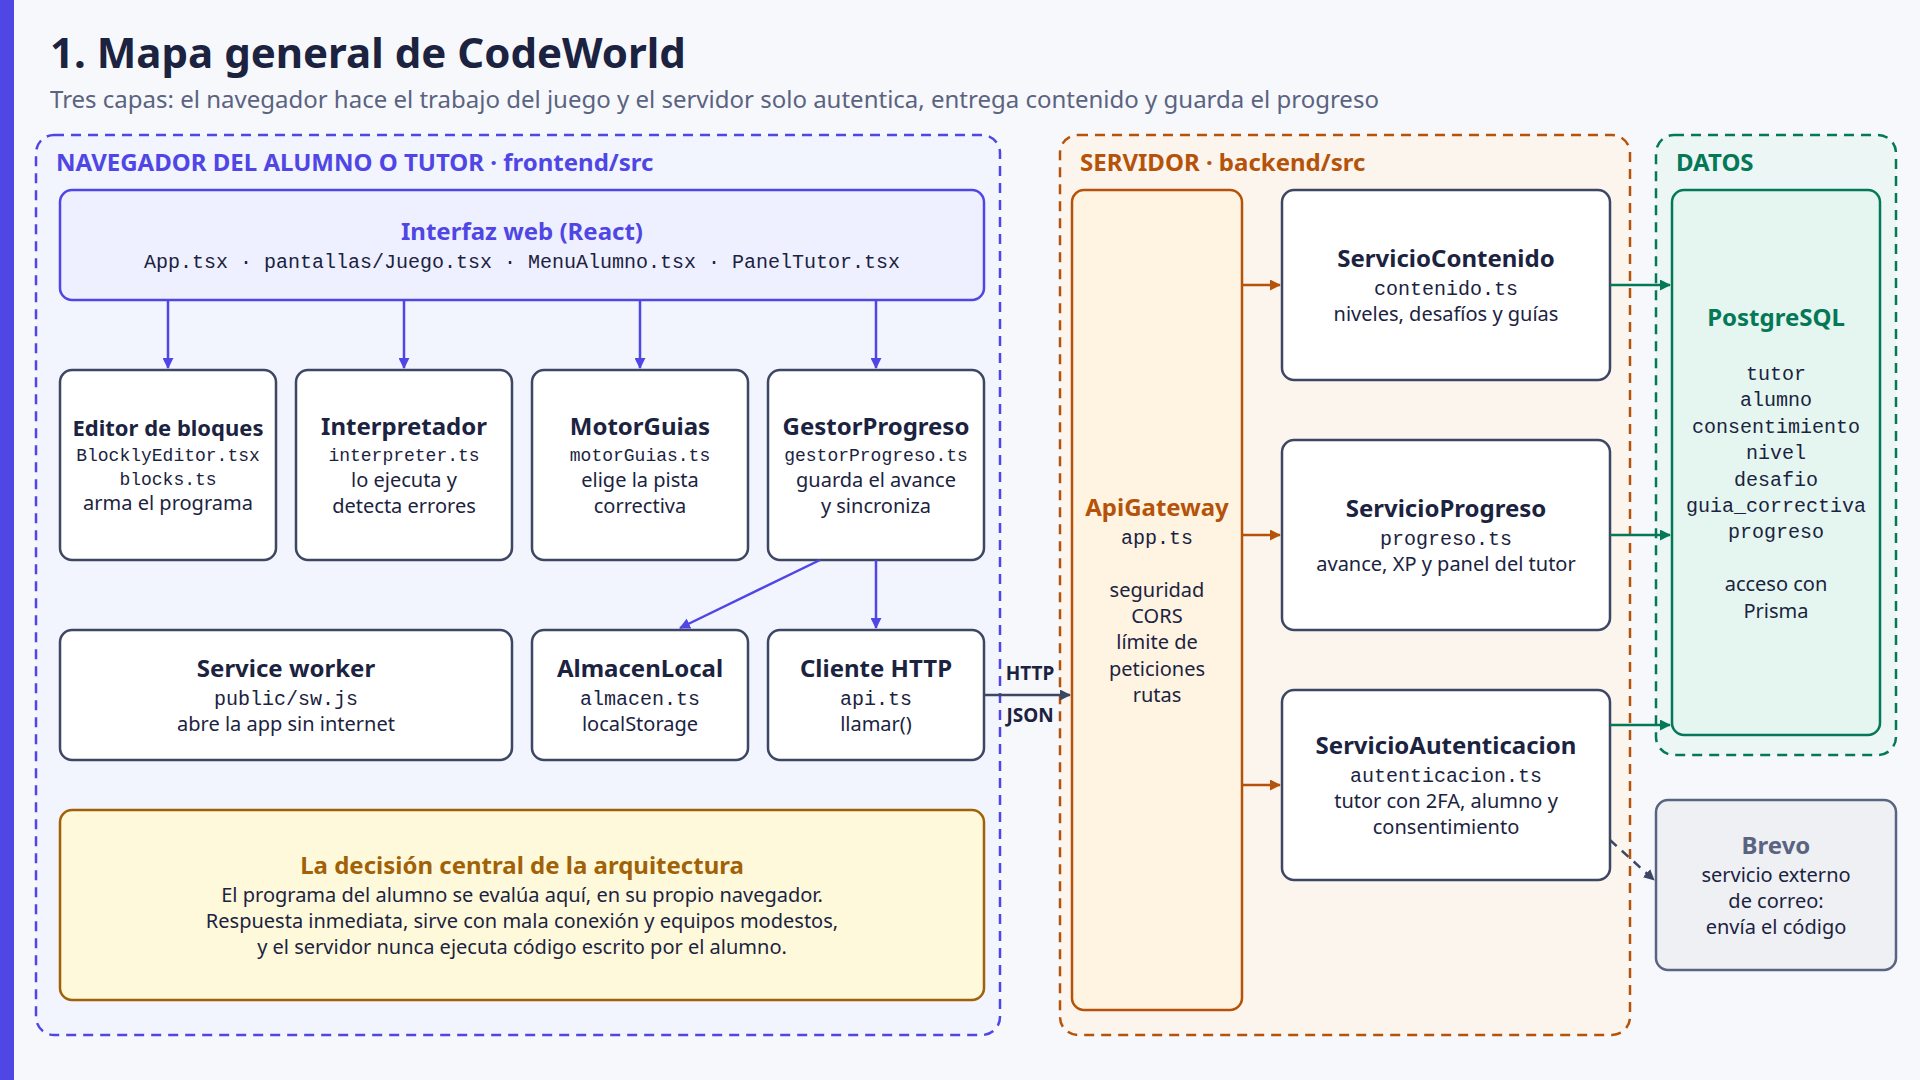 1. Mapa general de CodeWorld
Tres capas: el navegador hace el trabajo del juego y el servidor solo autentica, entrega contenido y guarda el progreso
NAVEGADOR DEL ALUMNO O TUTOR · frontend/src
Interfaz web (React)
App.tsx · pantallas/Juego.tsx · MenuAlumno.tsx · PanelTutor.tsx
Editor de bloques
BlocklyEditor.tsx
blocks.ts
arma el programa
Interpretador
interpreter.ts
lo ejecuta y
detecta errores
MotorGuias
motorGuias.ts
elige la pista
correctiva
GestorProgreso
gestorProgreso.ts
guarda el avance
y sincroniza
Service worker
public/sw.js
abre la app sin internet
AlmacenLocal
almacen.ts
localStorage
Cliente HTTP
api.ts
llamar()
La decisión central de la arquitectura
El programa del alumno se evalúa aquí, en su propio navegador.
Respuesta inmediata, sirve con mala conexión y equipos modestos,
y el servidor nunca ejecuta código escrito por el alumno.
HTTP
JSON
SERVIDOR · backend/src
ApiGateway
app.ts
seguridad
CORS
límite de
peticiones
rutas
ServicioContenido
contenido.ts
niveles, desafíos y guías
ServicioProgreso
progreso.ts
avance, XP y panel del tutor
ServicioAutenticacion
autenticacion.ts
tutor con 2FA, alumno y
consentimiento
DATOS
PostgreSQL
tutor
alumno
consentimiento
nivel
desafio
guia_correctiva
progreso
acceso con
Prisma
Brevo
servicio externo
de correo:
envía el código